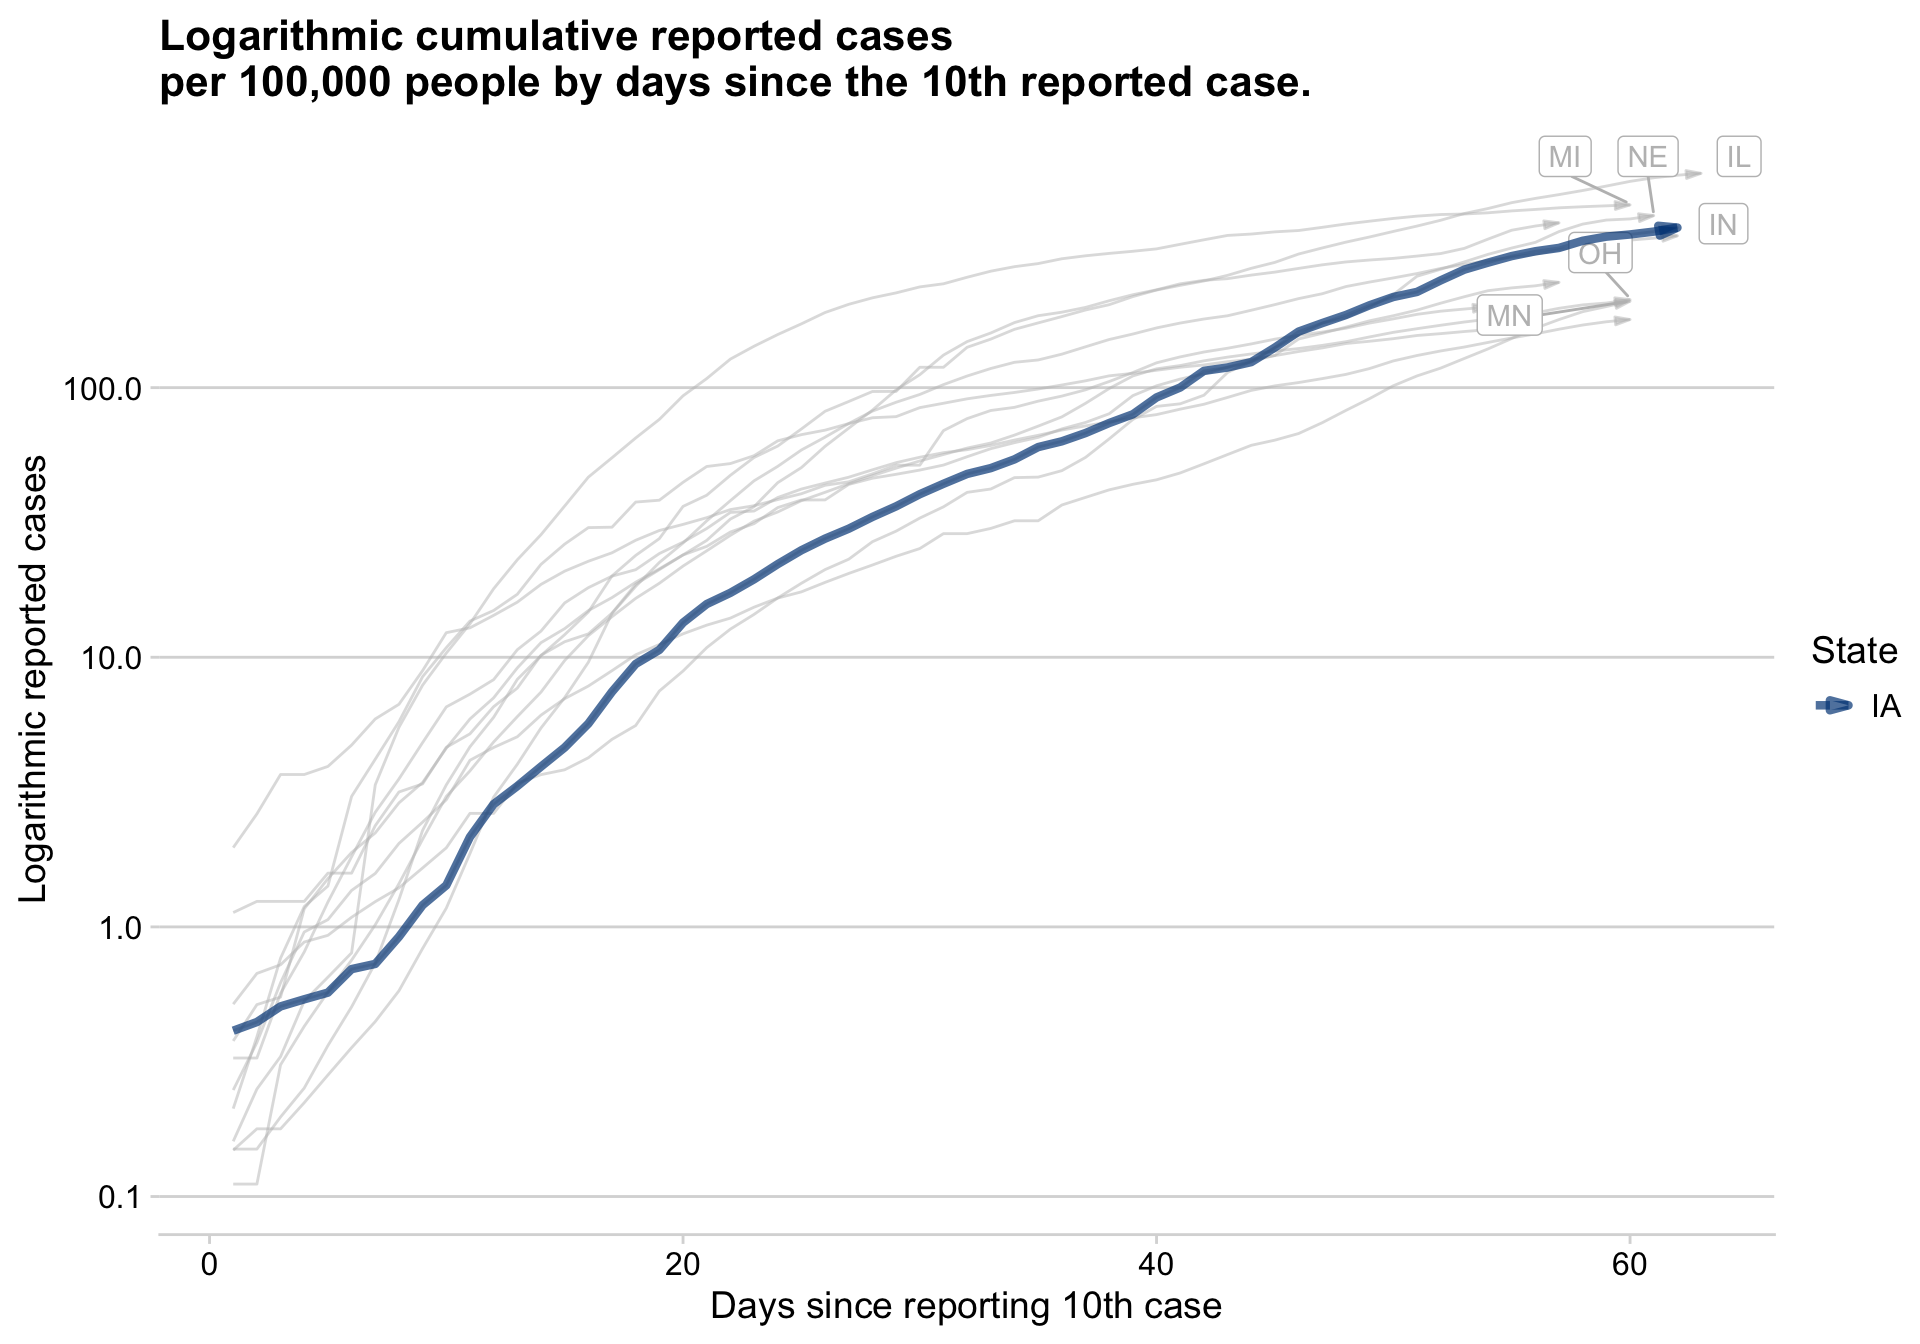 Logarithmic cumulative reported cases
per 100,000 people by days since the 10th reported case.
MI
NE
IL
IN
OH
MN
100.0
10.0
1.0
0.1
Logarithmic reported cases
State
IA
0
20
40
60
Days since reporting 10th case